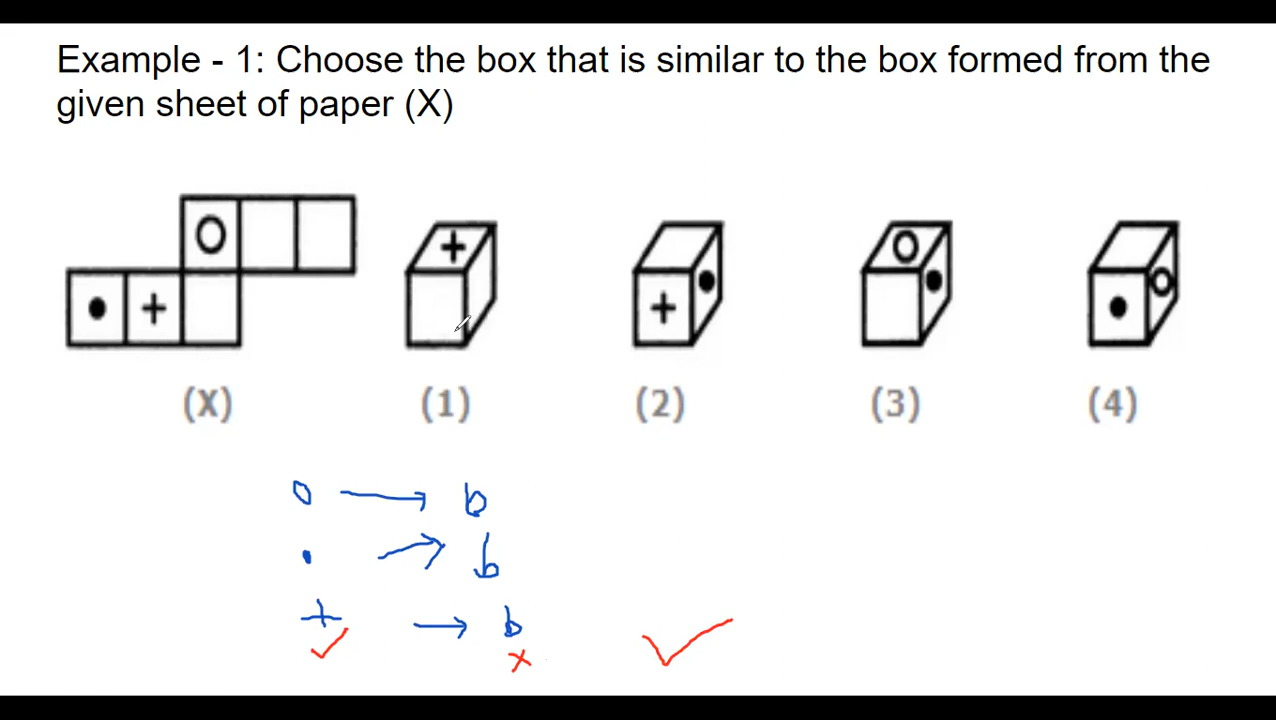 Example - 1: Choose the box that is similar to the box formed from the
given sheet of paper (X)
(X) (1) (2) (3) (4)
o → b
• → b
+ → b